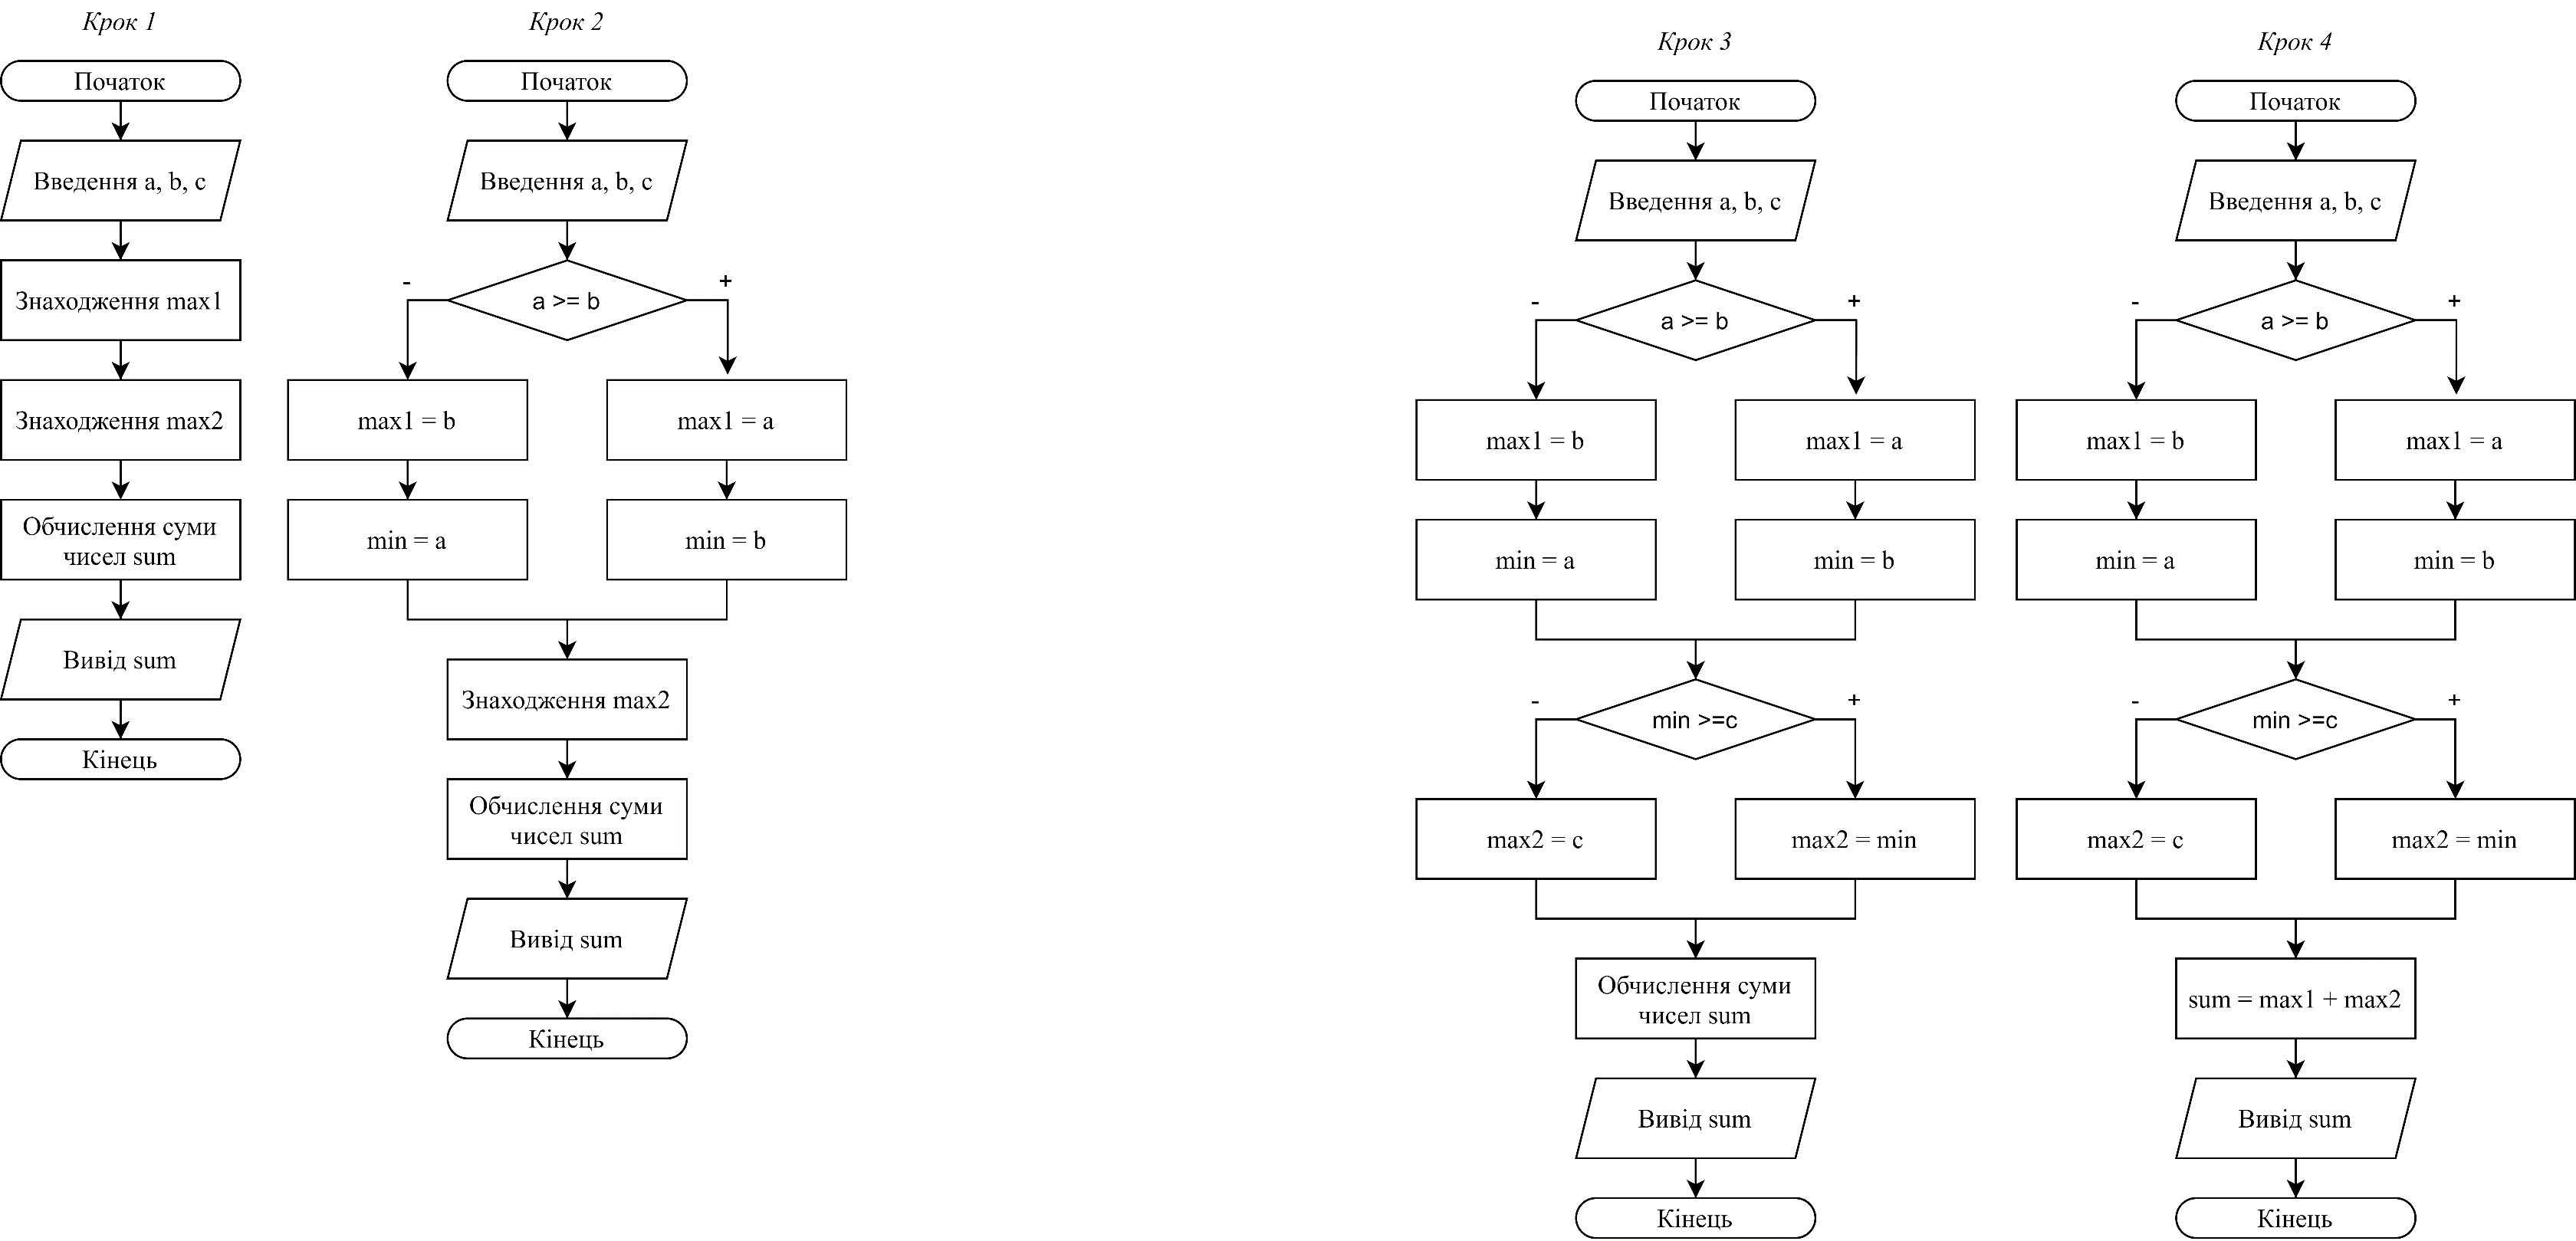 Крок 1
Початок
Введення a, b, c
Знаходження max1
Знаходження max2
Обчислення суми
чисел sum
Вивід sum
Кінець
Крок 2
Початок
Введення a, b, c
a >= b
-
+
max1 = b
max1 = a
min = a
min = b
Знаходження max2
Обчислення суми
чисел sum
Вивід sum
Кінець
Крок 3
Початок
Введення a, b, c
a >= b
-
+
max1 = b
max1 = a
min = a
min = b
min >=c
-
+
max2 = c
max2 = min
Обчислення суми
чисел sum
Вивід sum
Кінець
Крок 4
Початок
Введення a, b, c
a >= b
-
+
max1 = b
max1 = a
min = a
min = b
min >=c
-
+
max2 = c
max2 = min
sum = max1 + max2
Вивід sum
Кінець